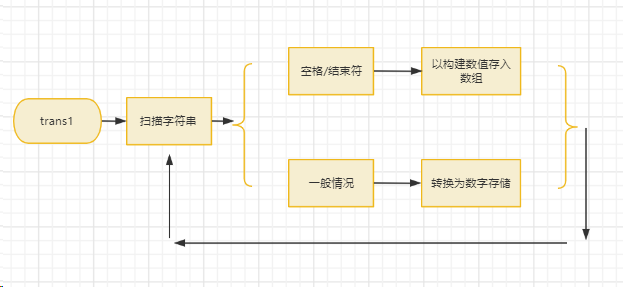 trans1
扫描字符串
空格/结束符
以构建数值存入
数组
一般情况
转换为数字存储